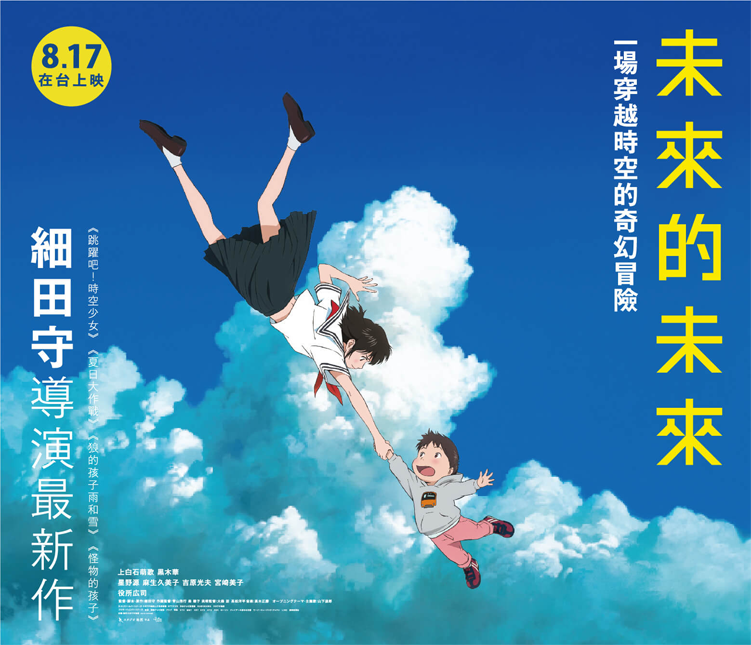 8.17
在台上映
未來的未來
一場穿越時空的奇幻冒險
《跳躍吧！時空少女》《夏日大作戰》《狼的孩子雨和雪》《怪物的孩子》
細田守導演最新作
上白石萌歌 黒木華
星野源 麻生久美子 吉原光夫 宮崎美子
役所広司